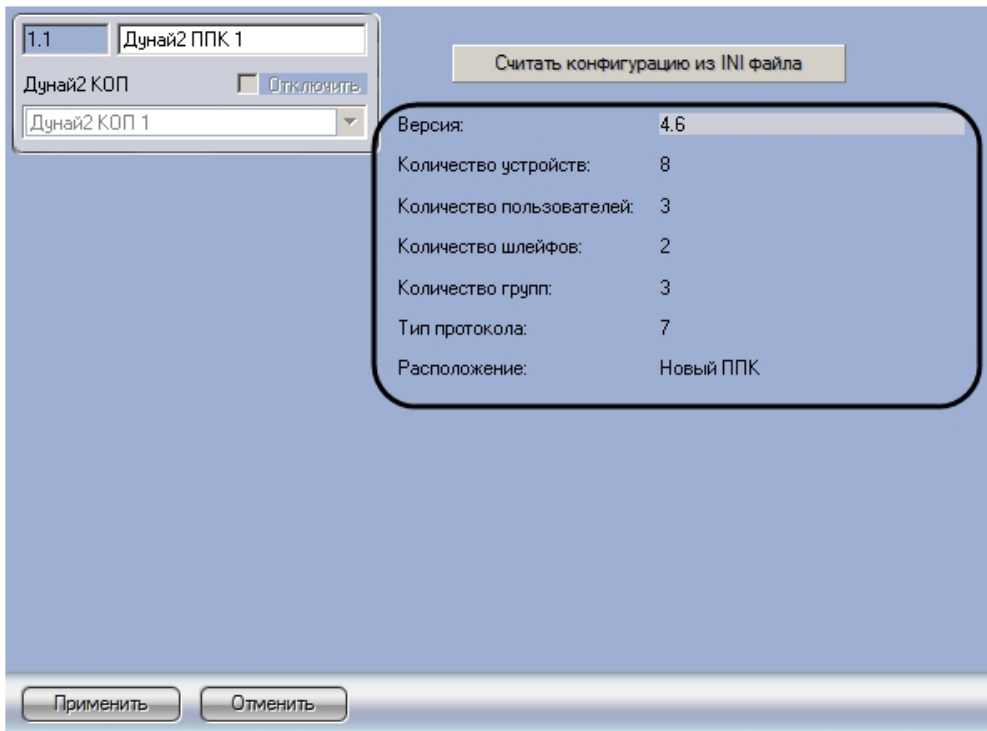 1.1 Дунай2 ППК 1
Дунай2 КОП Отключить
Дунай2 КОП 1
Считать конфигурацию из INI файла
Версия: 4.6
Количество устройств: 8
Количество пользователей: 3
Количество шлейфов: 2
Количество групп: 3
Тип протокола: 7
Расположение: Новый ППК
Применить Отменить